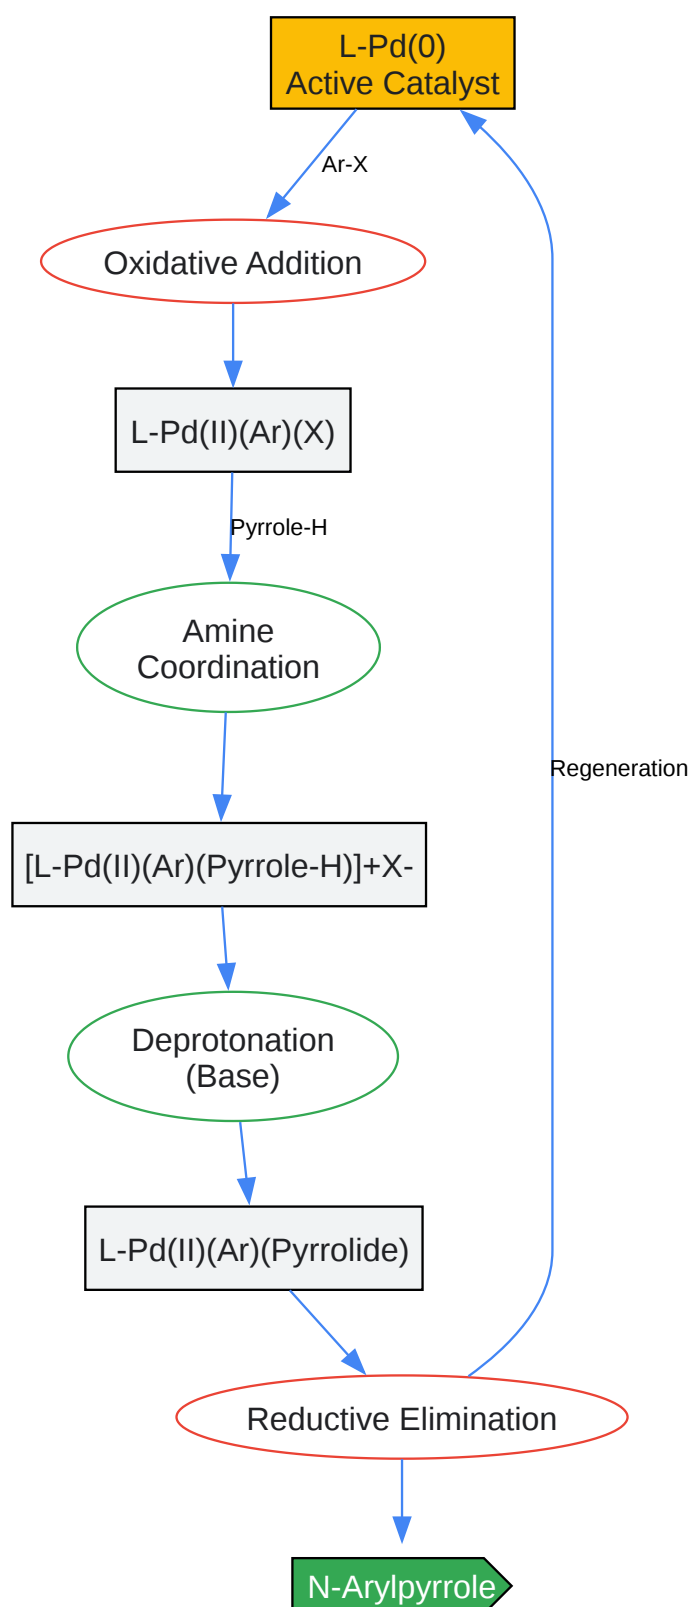 L-Pd(0)
Active Catalyst
Ar-X
Oxidative Addition
L-Pd(II)(Ar)(X)
Pyrrole-H
Amine
Coordination
Regeneration
[L-Pd(II)(Ar)(Pyrrole-H)]+X-
Deprotonation
(Base)
L-Pd(II)(Ar)(Pyrrolide)
Reductive Elimination
N-Arylpyrrole